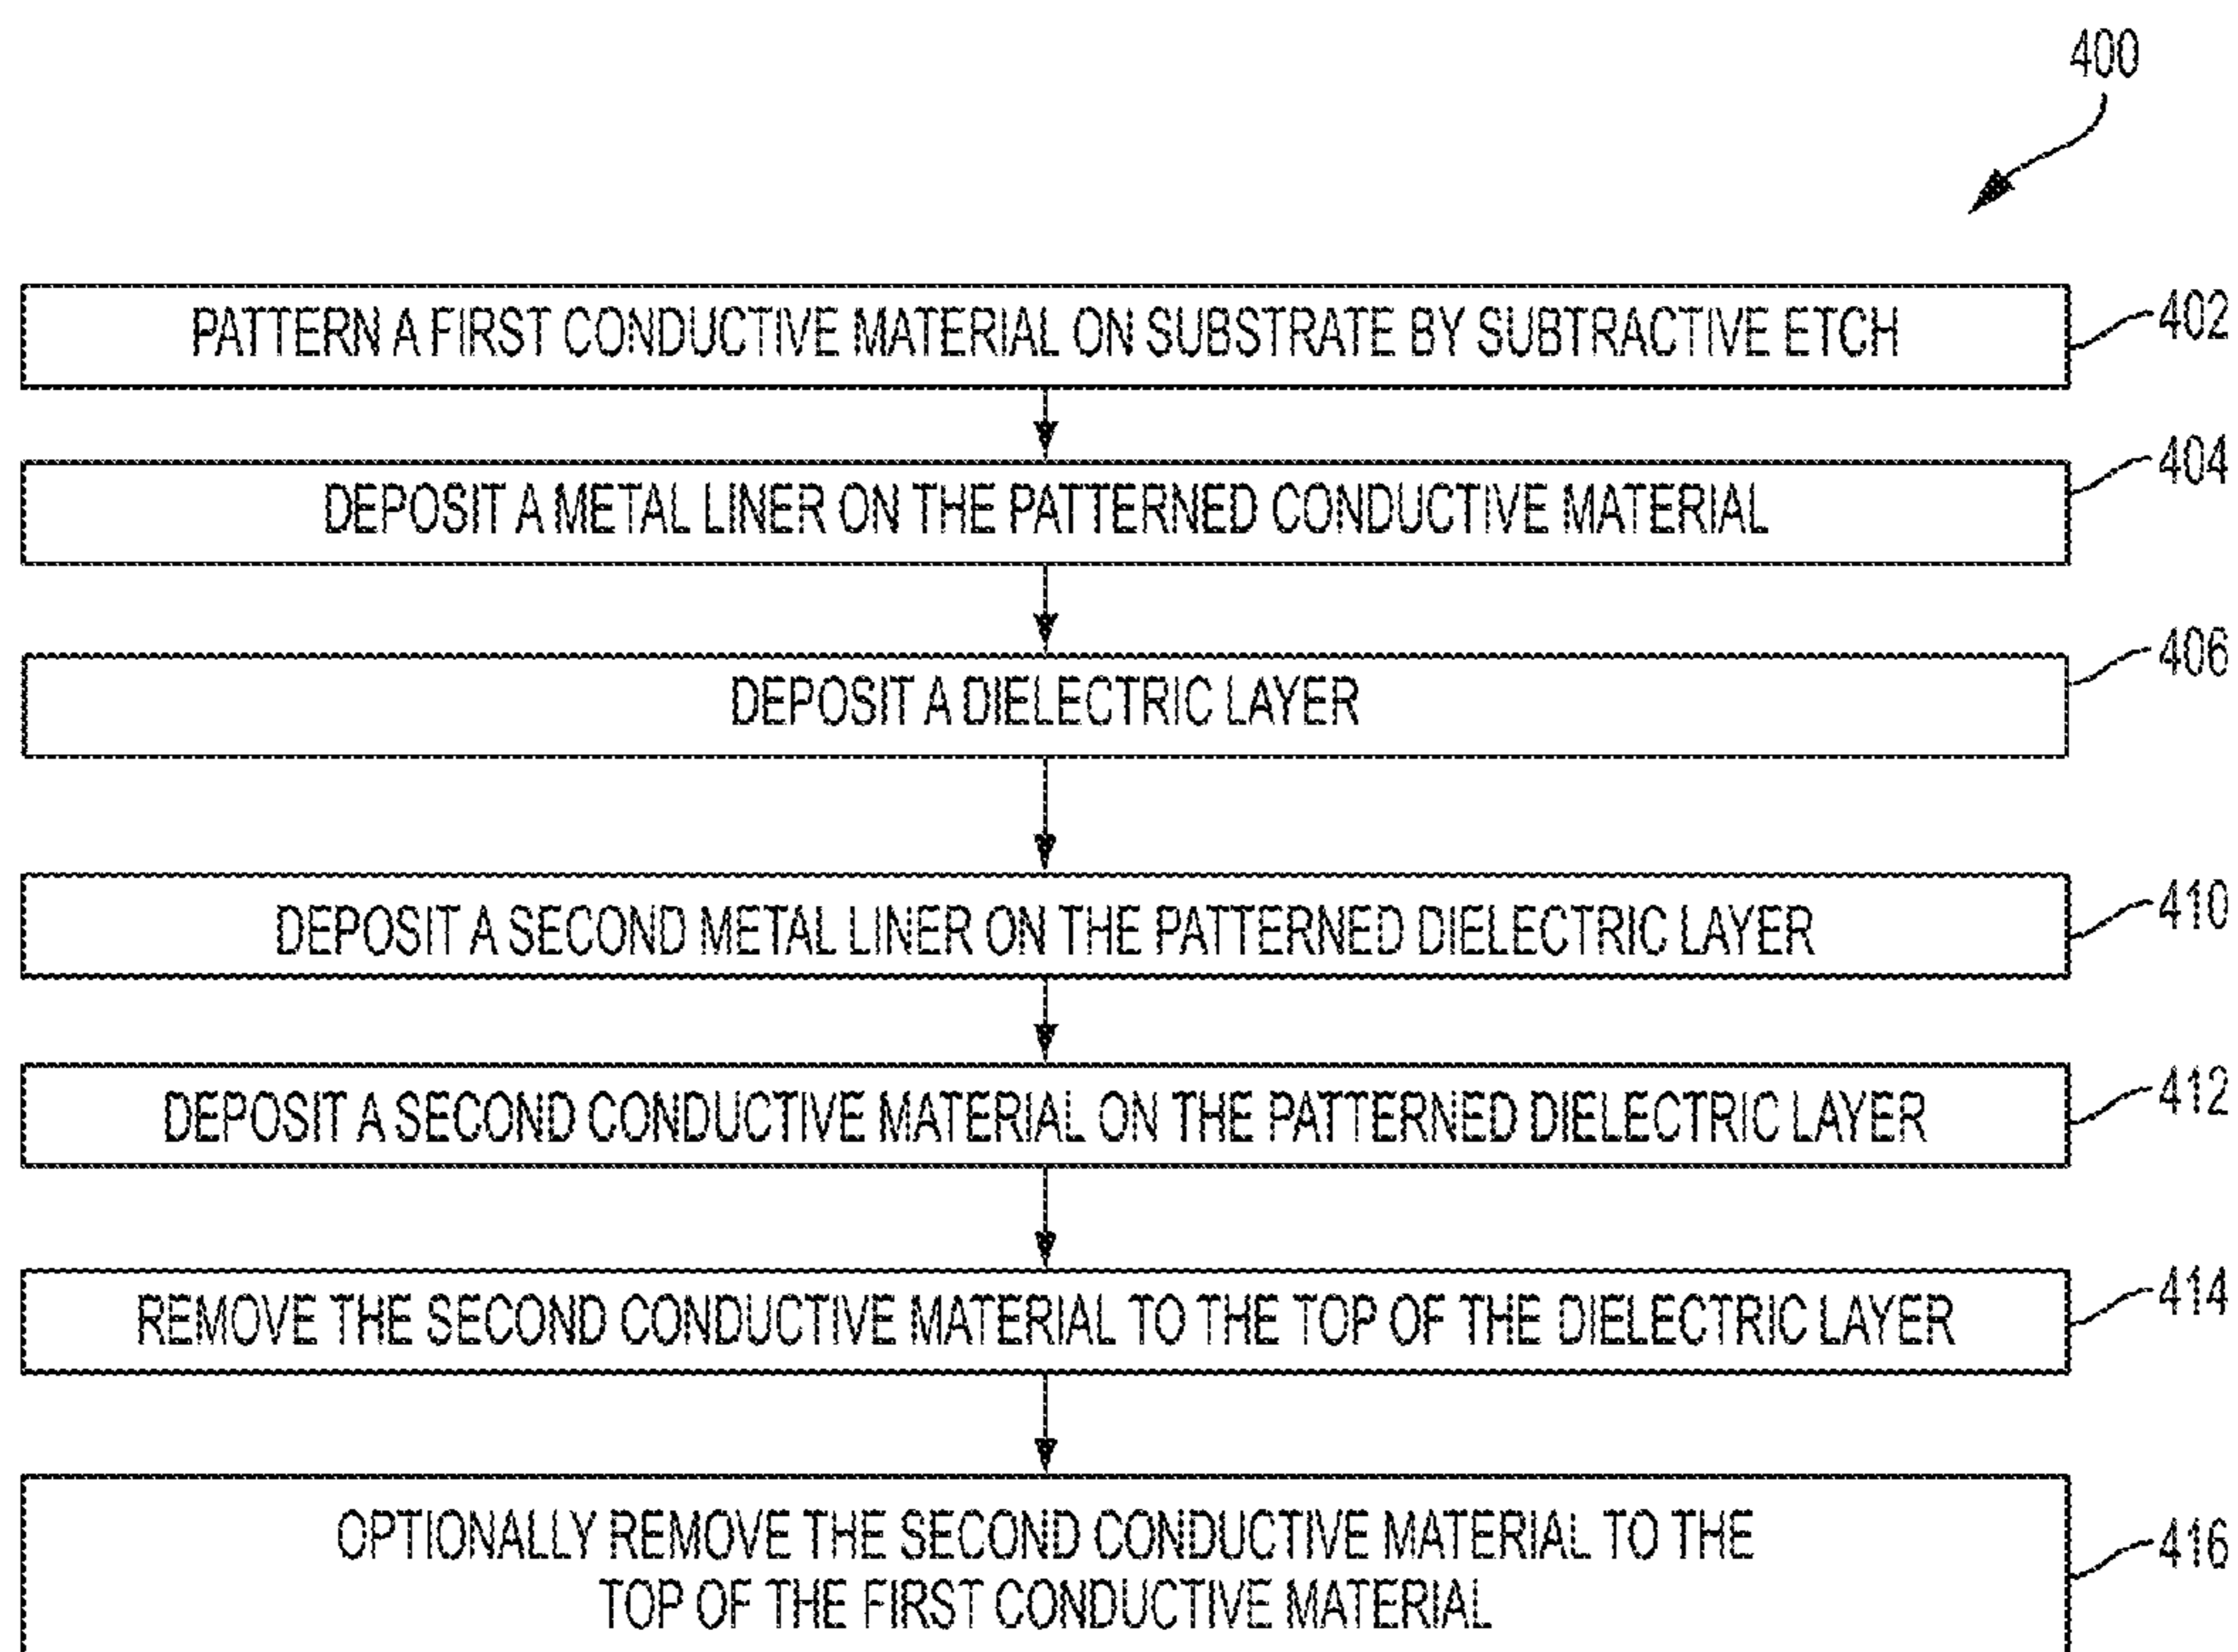 400
PATTERN A FIRST CONDUCTIVE MATERIAL ON SUBSTRATE BY SUBTRACTIVE ETCH
402
DEPOSIT A METAL LINER ON THE PATTERNED CONDUCTIVE MATERIAL
404
DEPOSIT A DIELECTRIC LAYER
406
DEPOSIT A SECOND METAL LINER ON THE PATTERNED DIELECTRIC LAYER
410
DEPOSIT A SECOND CONDUCTIVE MATERIAL ON THE PATTERNED DIELECTRIC LAYER
412
REMOVE THE SECOND CONDUCTIVE MATERIAL TO THE TOP OF THE DIELECTRIC LAYER
414
OPTIONALLY REMOVE THE SECOND CONDUCTIVE MATERIAL TO THE
TOP OF THE FIRST CONDUCTIVE MATERIAL
416